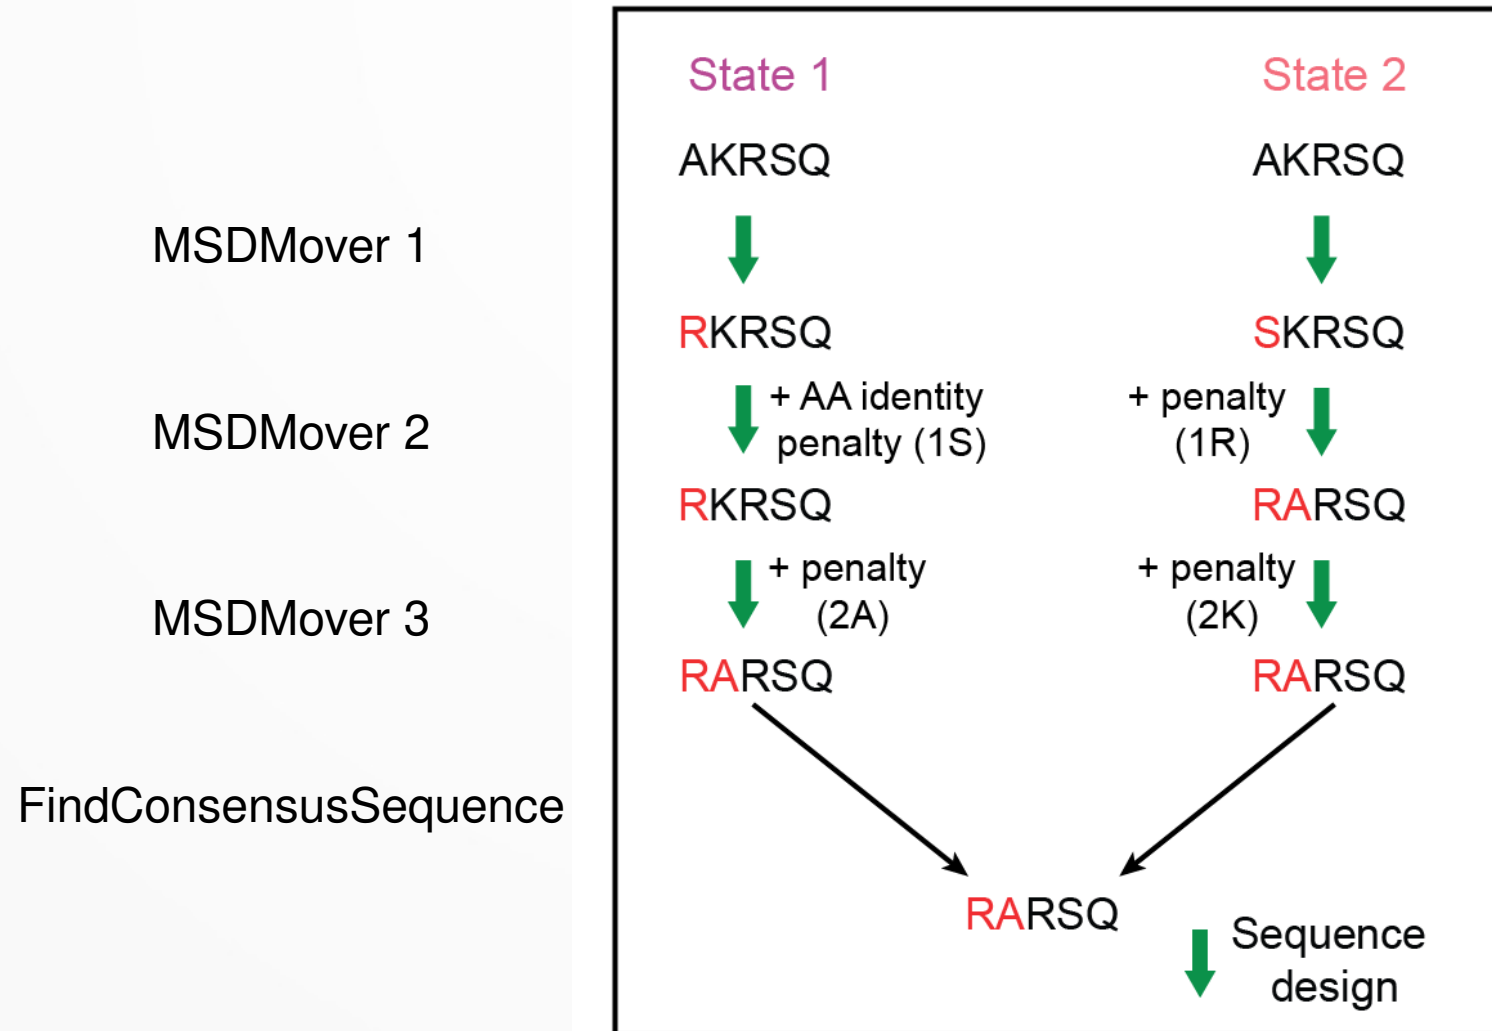 State 1
State 2
AKRSQ
AKRSQ
MSDMover 1
RKRSQ
SKRSQ
MSDMover 2
+ AA identity
penalty (1S)
+ penalty
(1R)
RKRSQ
RARSQ
MSDMover 3
+ penalty
(2A)
+ penalty
(2K)
RARSQ
RARSQ
FindConsensusSequence
RARSQ
Sequence
design